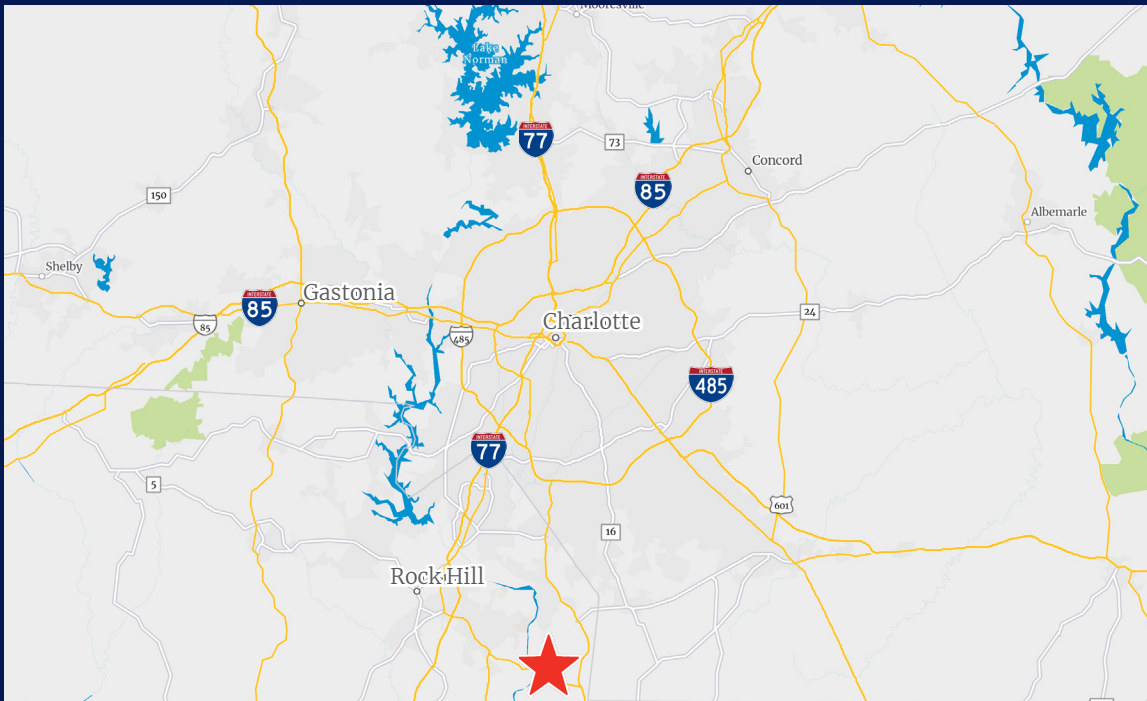 Mooresville
Lake
Norman
INTERSTATE
77
73
Concord
INTERSTATE
85
150
Albemarle
Shelby
Gastonia
INTERSTATE
85
85
24
Charlotte
485
INTERSTATE
485
INTERSTATE
77
5
601
16
Rock Hill